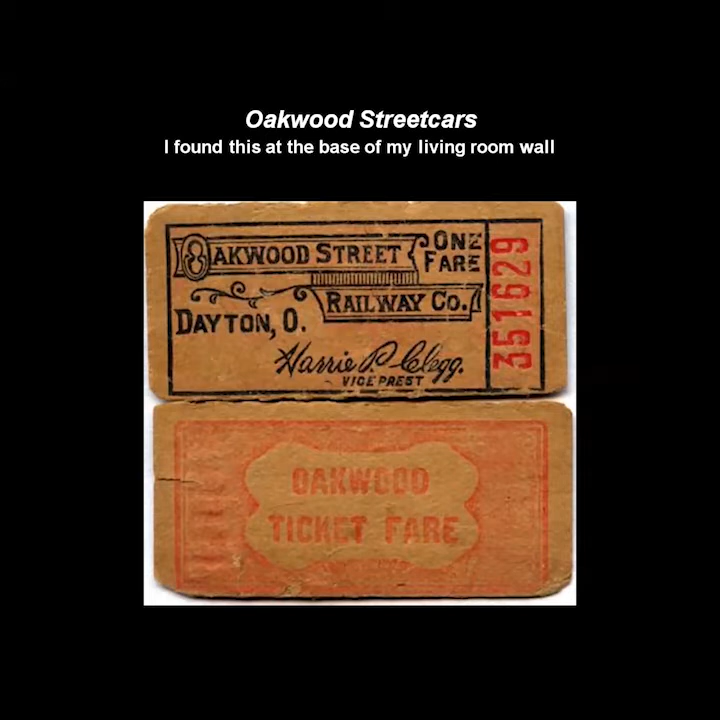 Oakwood Streetcars
I found this at the base of my living room wall
OAKWOOD STREET
ONE
FARE
RAILWAY CO.
DAYTON, O.
Harrie P. Clegg.
VICE PREST
351629
OAKWOOD
TICKET FARE